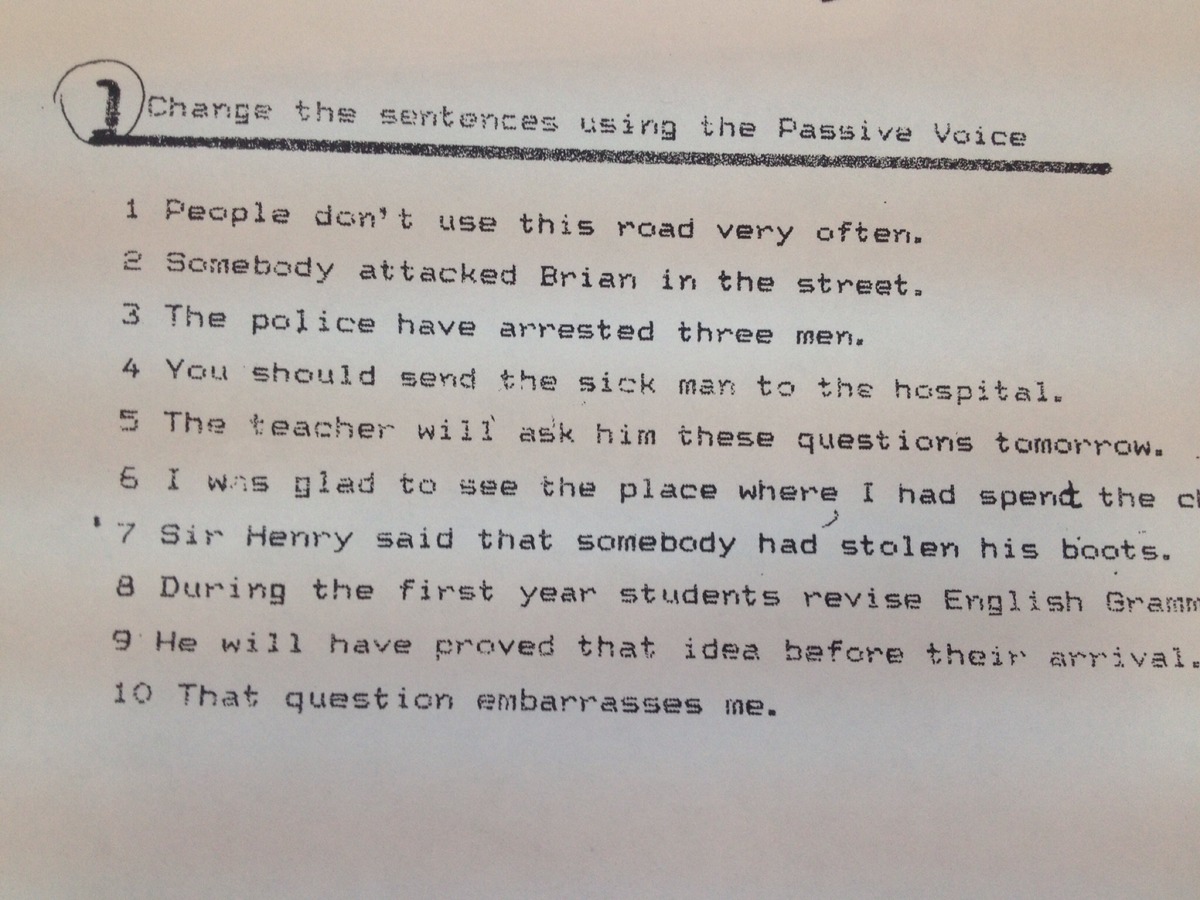 1 Change the sentences using the Passive Voice
1 People don't use this road very often.
2 Somebody attacked Brian in the street.
3 The police have arrested three men.
4 You should send the sick man to the hospital.
5 The teacher will ask him these questions tomorrow.
6 I was glad to see the place where I had spent the
7 Sir Henry said that somebody had stolen his boots.
8 During the first year students revise English Gramm
9 He will have proved that idea before their arrival.
10 That question embarrasses me.